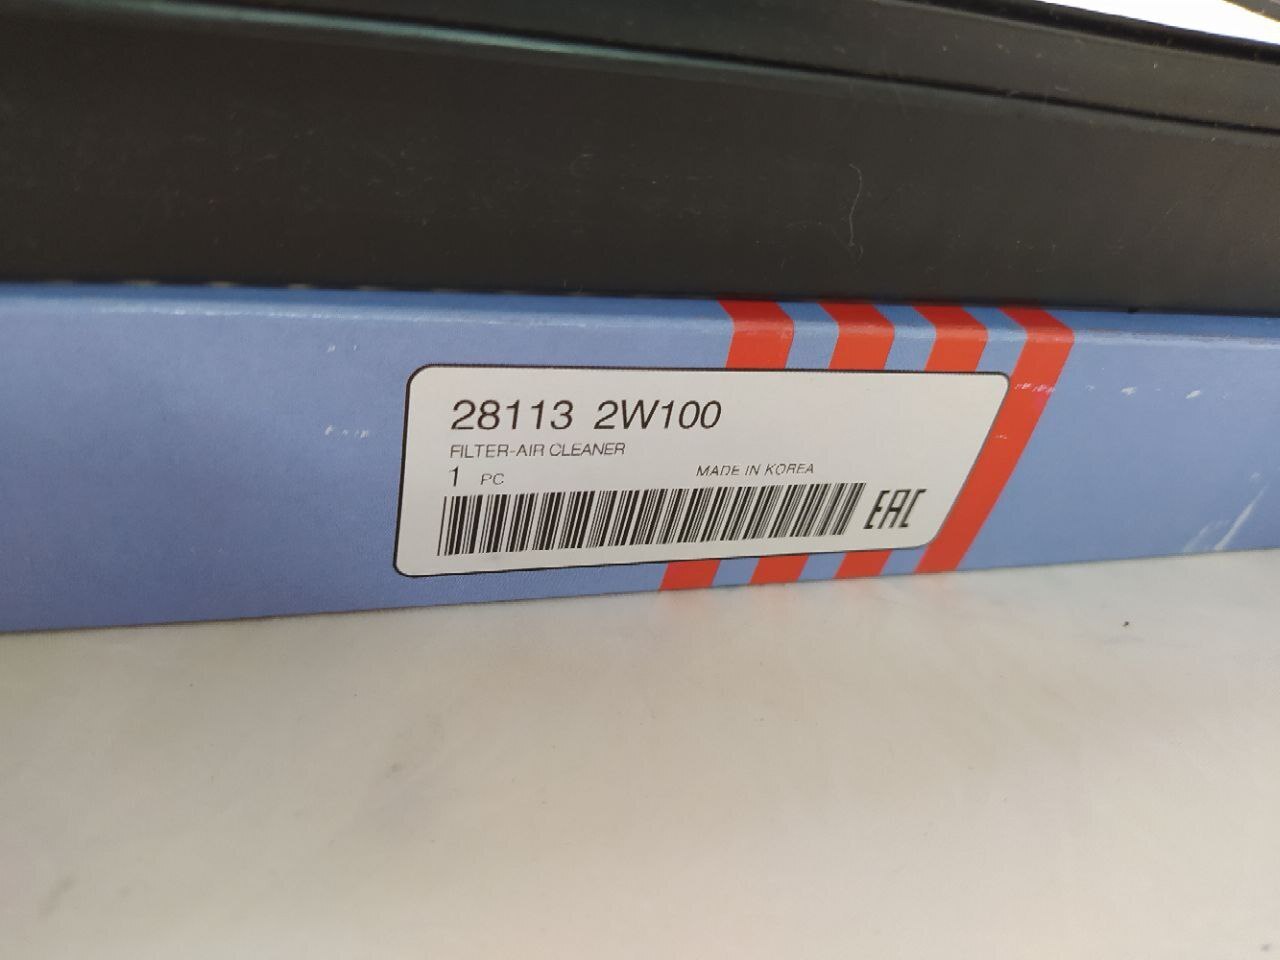 28113 2W100
FILTER-AIR CLEANER
1 PC MADE IN KOREA
EAC